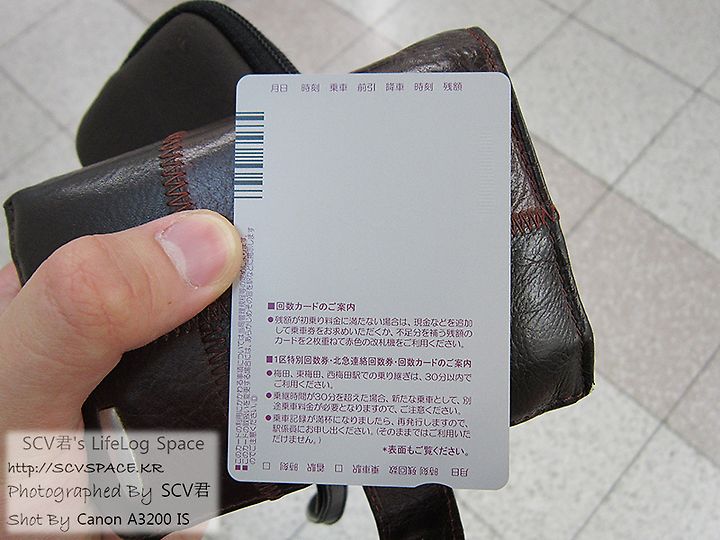 月日 時刻 乗車 前引 降車 時刻 残額
■回数カードのご案内
●残額が初乗り料金に満たない場合は、現金などを追加
して乗車券をお求めいただくか、不足分を補う残額の
カードを2枚重ねて赤色の改札機をご利用ください。
■1区特別回数券・北急連絡回数券・回数カードのご案内
●梅田、東梅田、西梅田駅での乗り継ぎは、30分以内で
ご利用ください。
●乗継時間が30分を超えた場合、新たな乗車として、別
途乗車料金が必要となりますので、ご注意ください。
●乗車記録が満杯になりましたら、再発行しますので、
駅係員にお申し出ください。(そのままではご利用いた
だけません。)
*表面もご覧ください。
月日 時刻 残回数 乗車駅 □ 着駅 □ 時刻
SCV君's LifeLog Space
http://SCVSPACE.KR
Photographed By SCV君
Shot By Canon A3200 IS